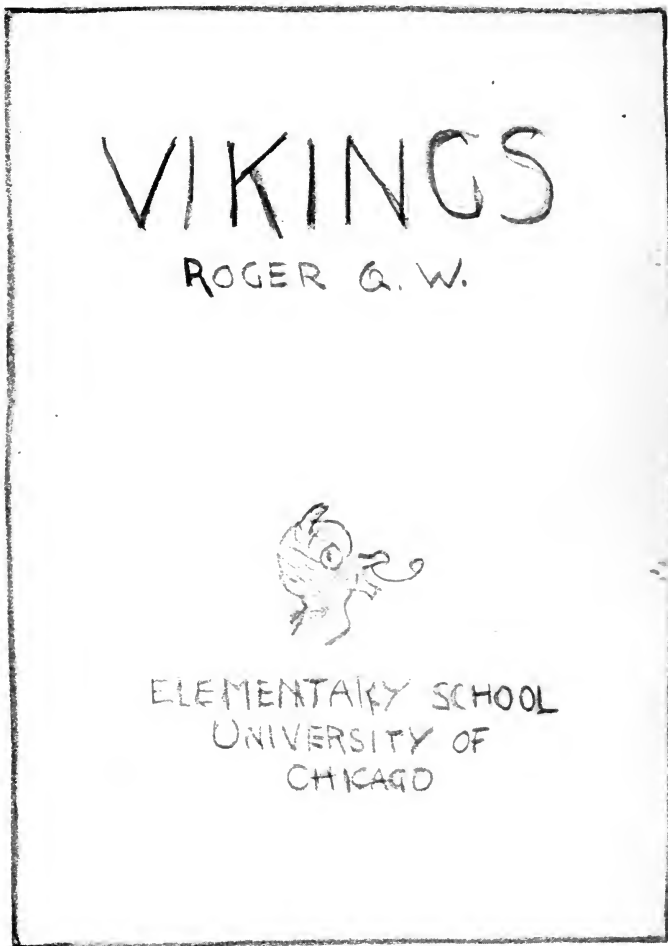 VIKINGS
ROGER Q. W.
ELEMENTARY SCHOOL
UNIVERSITY OF
CHICAGO